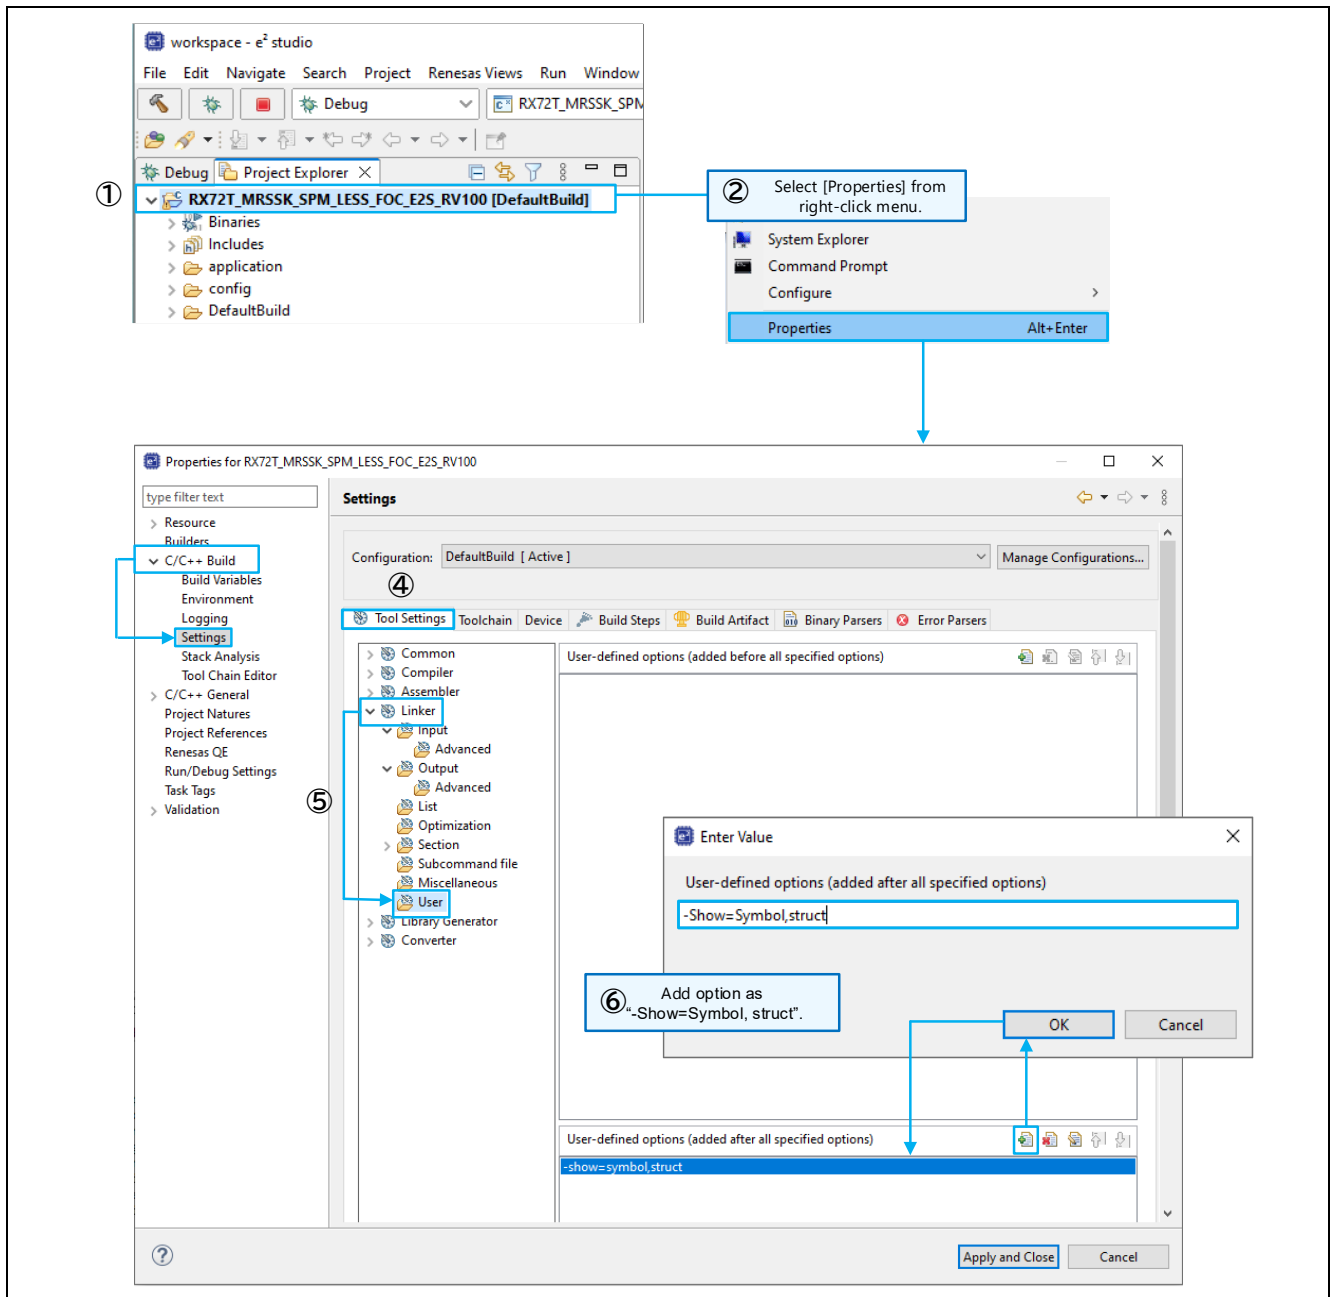 workspace - e² studio
File Edit Navigate Search Project Renesas Views Run Window
Debug
RX72T_MRSSK_SPM
Debug Project Explorer
① RX72T_MRSSK_SPM_LESS_FOC_E2S_RV100 [DefaultBuild]
Binaries
Includes
application
config
DefaultBuild
② Select [Properties] from
right-click menu.
System Explorer
Command Prompt
Configure
Properties Alt+Enter
Properties for RX72T_MRSSK_SPM_LESS_FOC_E2S_RV100
type filter text
Resource
Builders
C/C++ Build
Build Variables
Environment
Logging
Settings
Stack Analysis
Tool Chain Editor
C/C++ General
Project Natures
Project References
Renesas QE
Run/Debug Settings
Task Tags
Validation
Settings
Configuration: DefaultBuild [ Active ] Manage Configurations...
④
Tool Settings Toolchain Device Build Steps Build Artifact Binary Parsers Error Parsers
Common
Compiler
Assembler
Linker
Input
Advanced
Output
Advanced
⑤
List
Optimization
Section
Subcommand file
Miscellaneous
User
Library Generator
Converter
User-defined options (added before all specified options)
Enter Value
User-defined options (added after all specified options)
-Show=Symbol,struct
⑥ Add option as
“-Show=Symbol, struct”.
OK Cancel
User-defined options (added after all specified options)
-show=symbol,struct
Apply and Close Cancel